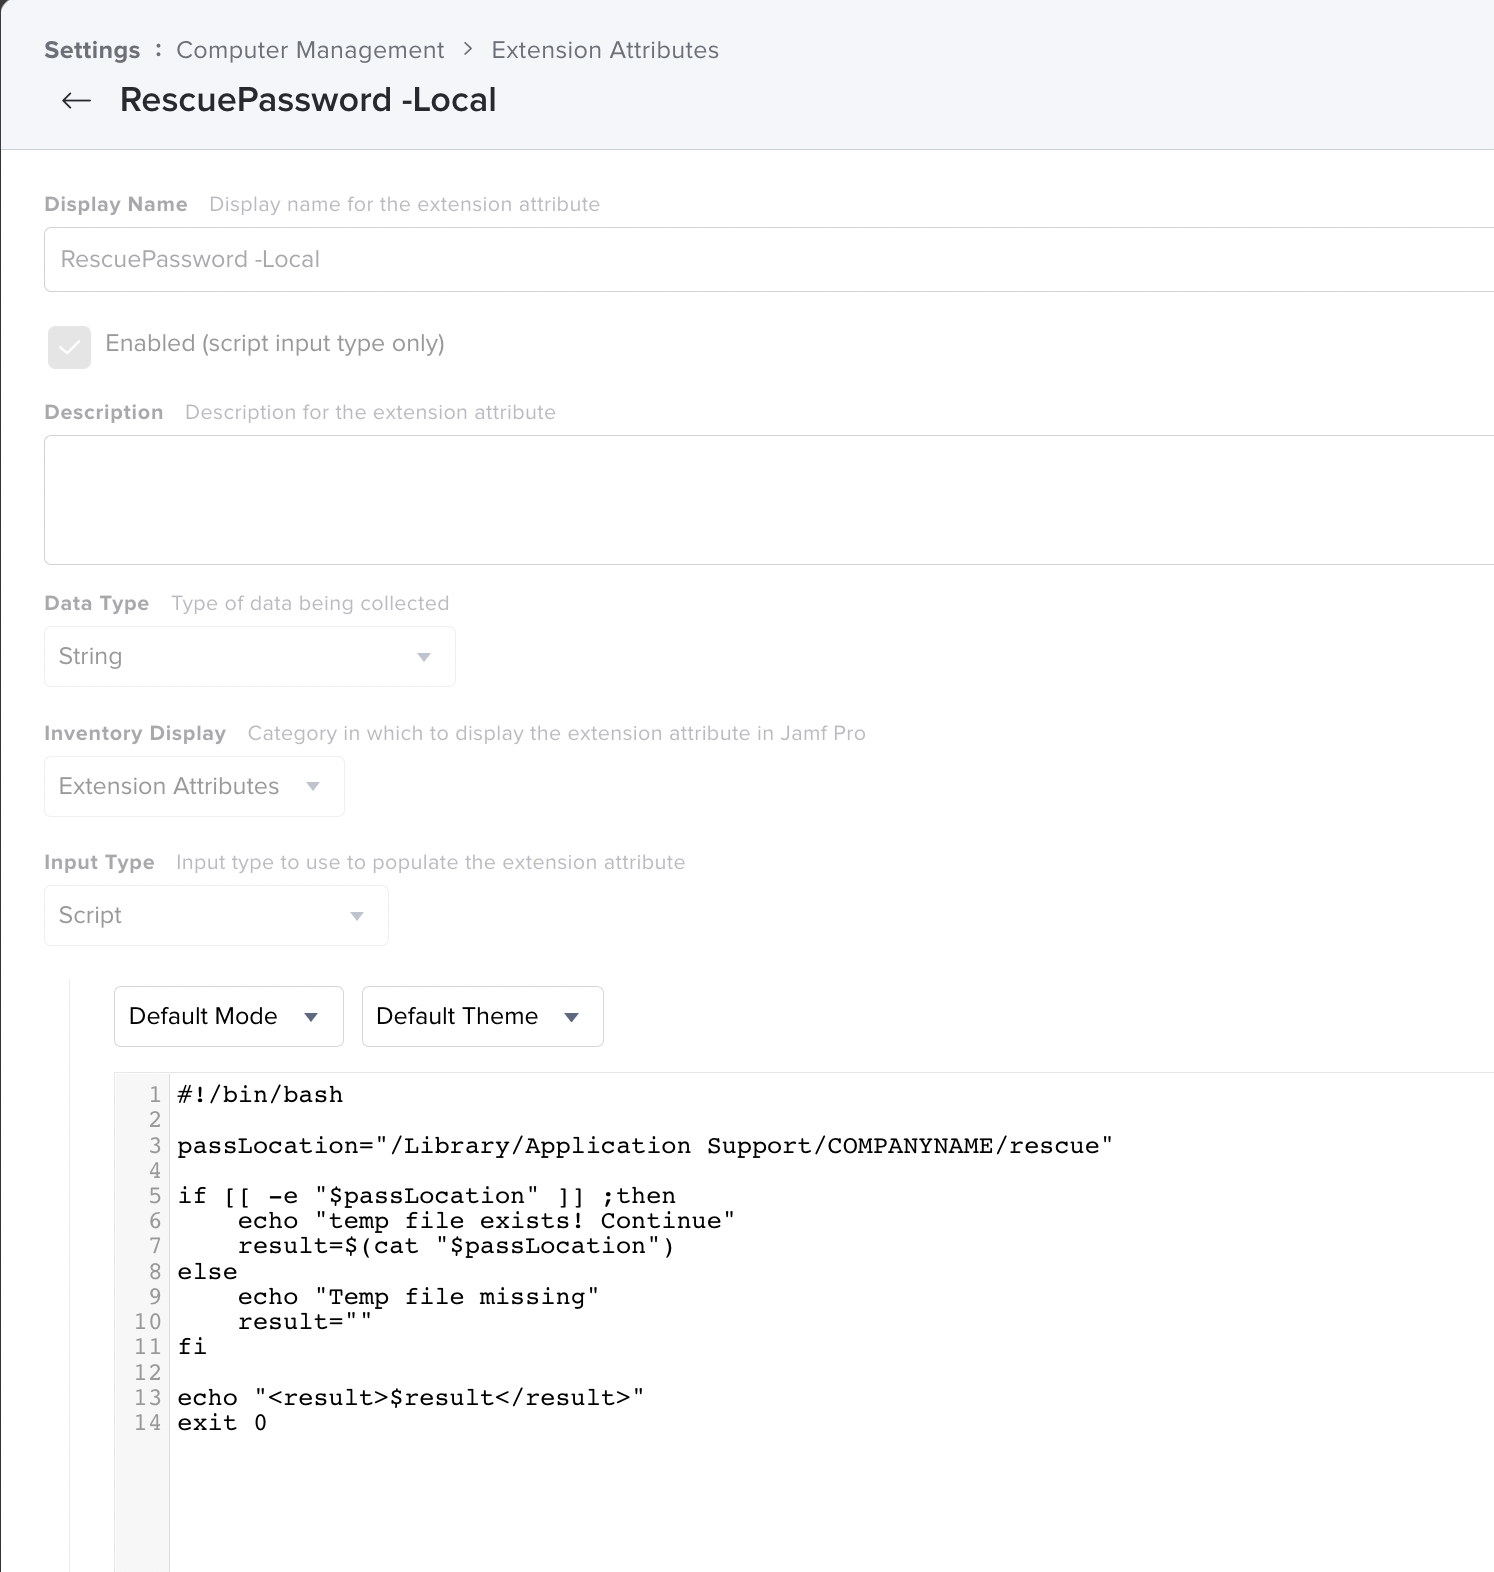 Settings : Computer Management > Extension Attributes
← RescuePassword -Local
Display Name Display name for the extension attribute
RescuePassword -Local
Enabled (script input type only)
Description Description for the extension attribute
Data Type Type of data being collected
String
Inventory Display Category in which to display the extension attribute in Jamf Pro
Extension Attributes
Input Type Input type to use to populate the extension attribute
Script
Default Mode Default Theme
1 #!/bin/bash
2
3 passLocation="/Library/Application Support/COMPANYNAME/rescue"
4
5 if [[ -e "$passLocation" ]] ;then
6     echo "temp file exists! Continue"
7     result=$(cat "$passLocation")
8 else
9     echo "Temp file missing"
10     result=""
11 fi
12
13 echo "<result>$result</result>"
14 exit 0